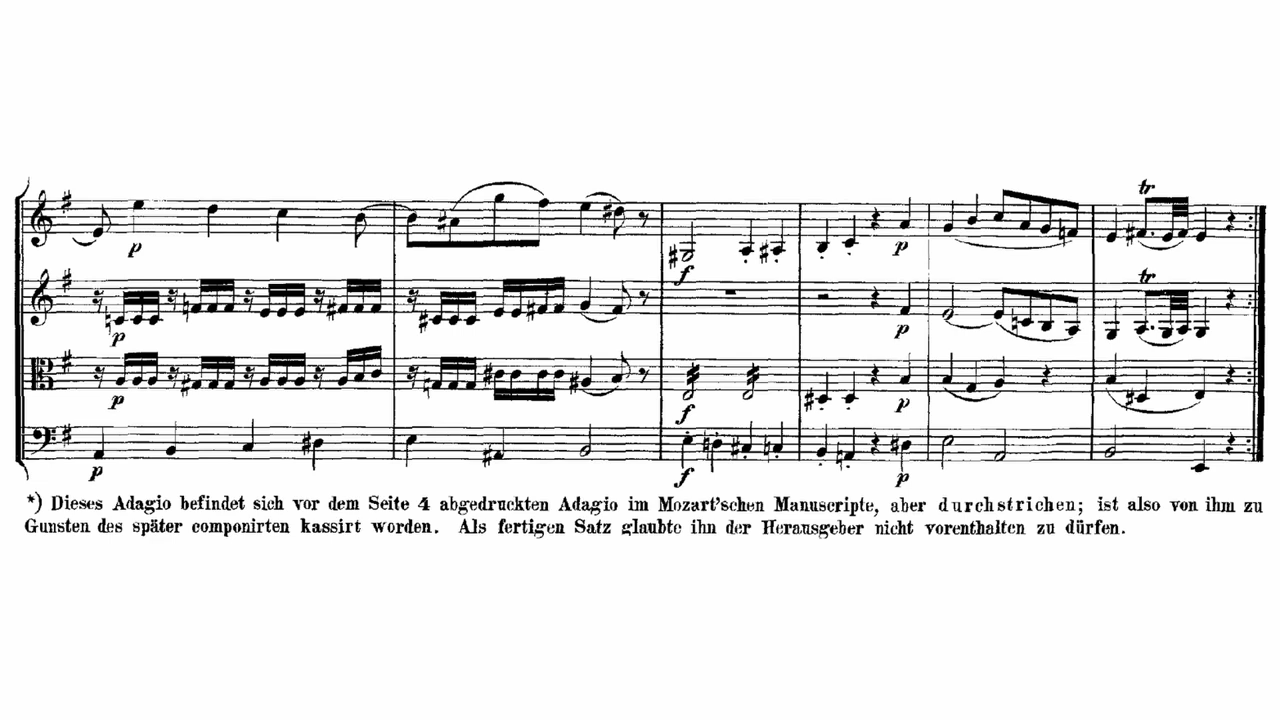 tr
p
f
p
tr
p
p
p
f
p
p
f
p
*) Dieses Adagio befindet sich vor dem Seite 4 abgedruckten Adagio im Mozart'schen Manuscripte, aber durchstrichen; ist also von ihm zu
Gunsten des später componirten kassirt worden. Als fertigen Satz glaubte ihn der Herausgeber nicht vorenthalten zu dürfen.